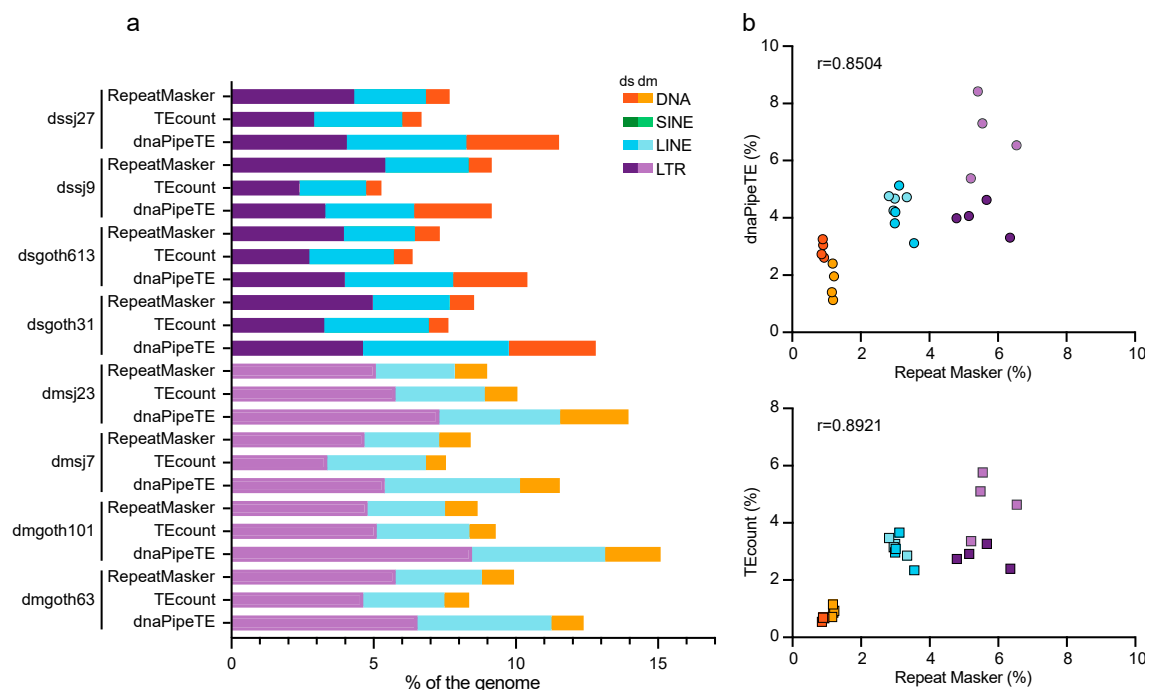 a
dssj27
RepeatMasker
TEcount
dnaPipeTE
dssj9
RepeatMasker
TEcount
dnaPipeTE
dsgoth613
RepeatMasker
TEcount
dnaPipeTE
dsgoth31
RepeatMasker
TEcount
dnaPipeTE
dmsj23
RepeatMasker
TEcount
dnaPipeTE
dmsj7
RepeatMasker
TEcount
dnaPipeTE
dmgoth101
RepeatMasker
TEcount
dnaPipeTE
dmgoth63
RepeatMasker
TEcount
dnaPipeTE
0 5 10 15
% of the genome
ds dm
DNA
SINE
LINE
LTR
b
r=0.8504
dnaPipeTE (%)
10
8
6
4
2
0
0 2 4 6 8 10
Repeat Masker (%)
r=0.8921
TEcount (%)
8
6
4
2
0
0 2 4 6 8 10
Repeat Masker (%)